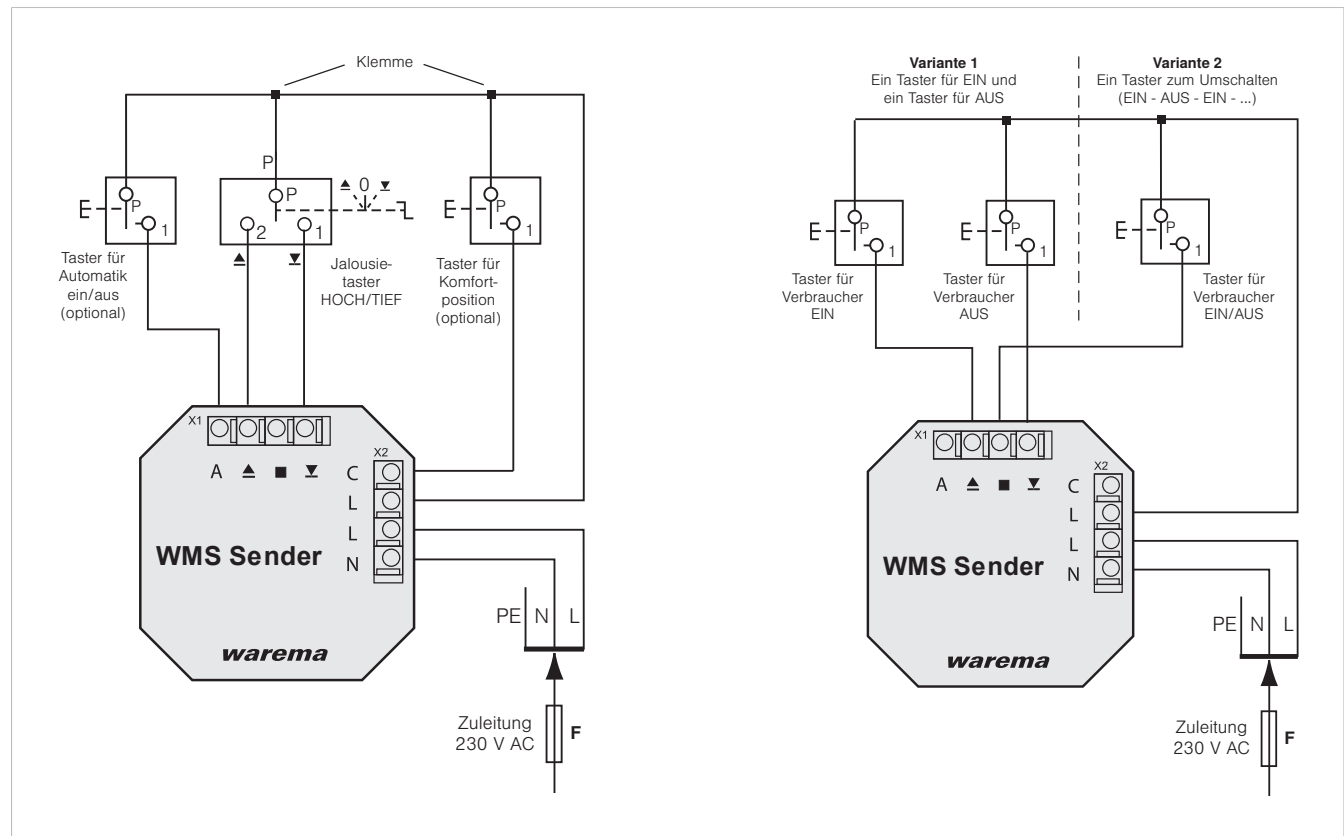 Klemme
P
P
1
P
2
1
0
P
1
Taster für
Automatik
ein/aus
(optional)
Jalousie-
taster
HOCH/TIEF
Taster für
Komfort-
position
(optional)
X1
A
X2
C
L
L
N
WMS Sender
warema
PE N L
Zuleitung
230 V AC
F
Variante 1
Ein Taster für EIN und
ein Taster für AUS
Variante 2
Ein Taster zum Umschalten
(EIN - AUS - EIN - ...)
P
1
P
1
P
1
Taster für
Verbraucher
EIN
Taster für
Verbraucher
AUS
Taster für
Verbraucher
EIN/AUS
X1
A
X2
C
L
L
N
WMS Sender
warema
PE N L
Zuleitung
230 V AC
F